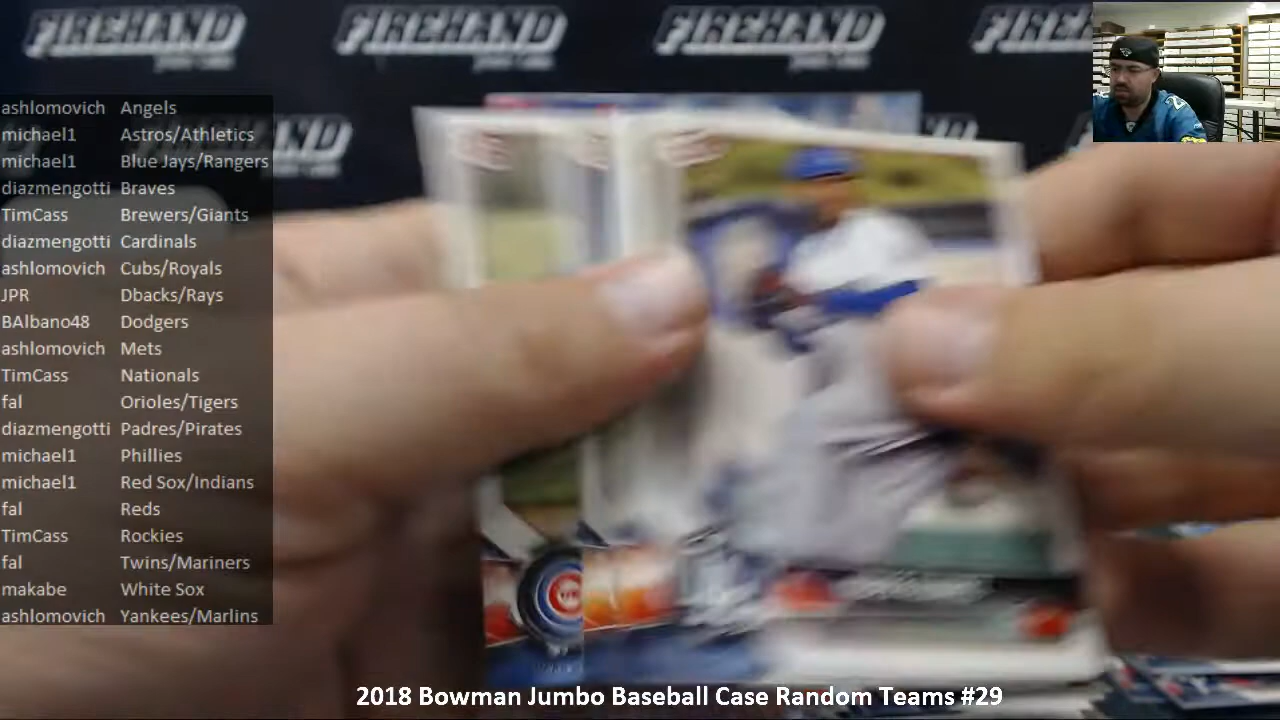 FIREHAND FIREHAND FIREHAND FIRE
FIREHAND
ashlomovich Angels
michael1 Astros/Athletics
michael1 Blue Jays/Rangers
diazmengotti Braves
TimCass Brewers/Giants
diazmengotti Cardinals
ashlomovich Cubs/Royals
JPR Dbacks/Rays
BAlbano48 Dodgers
ashlomovich Mets
TimCass Nationals
fal Orioles/Tigers
diazmengotti Padres/Pirates
michael1 Phillies
michael1 Red Sox/Indians
fal Reds
TimCass Rockies
fal Twins/Mariners
makabe White Sox
ashlomovich Yankees/Marlins
2018 Bowman Jumbo Baseball Case Random Teams #29